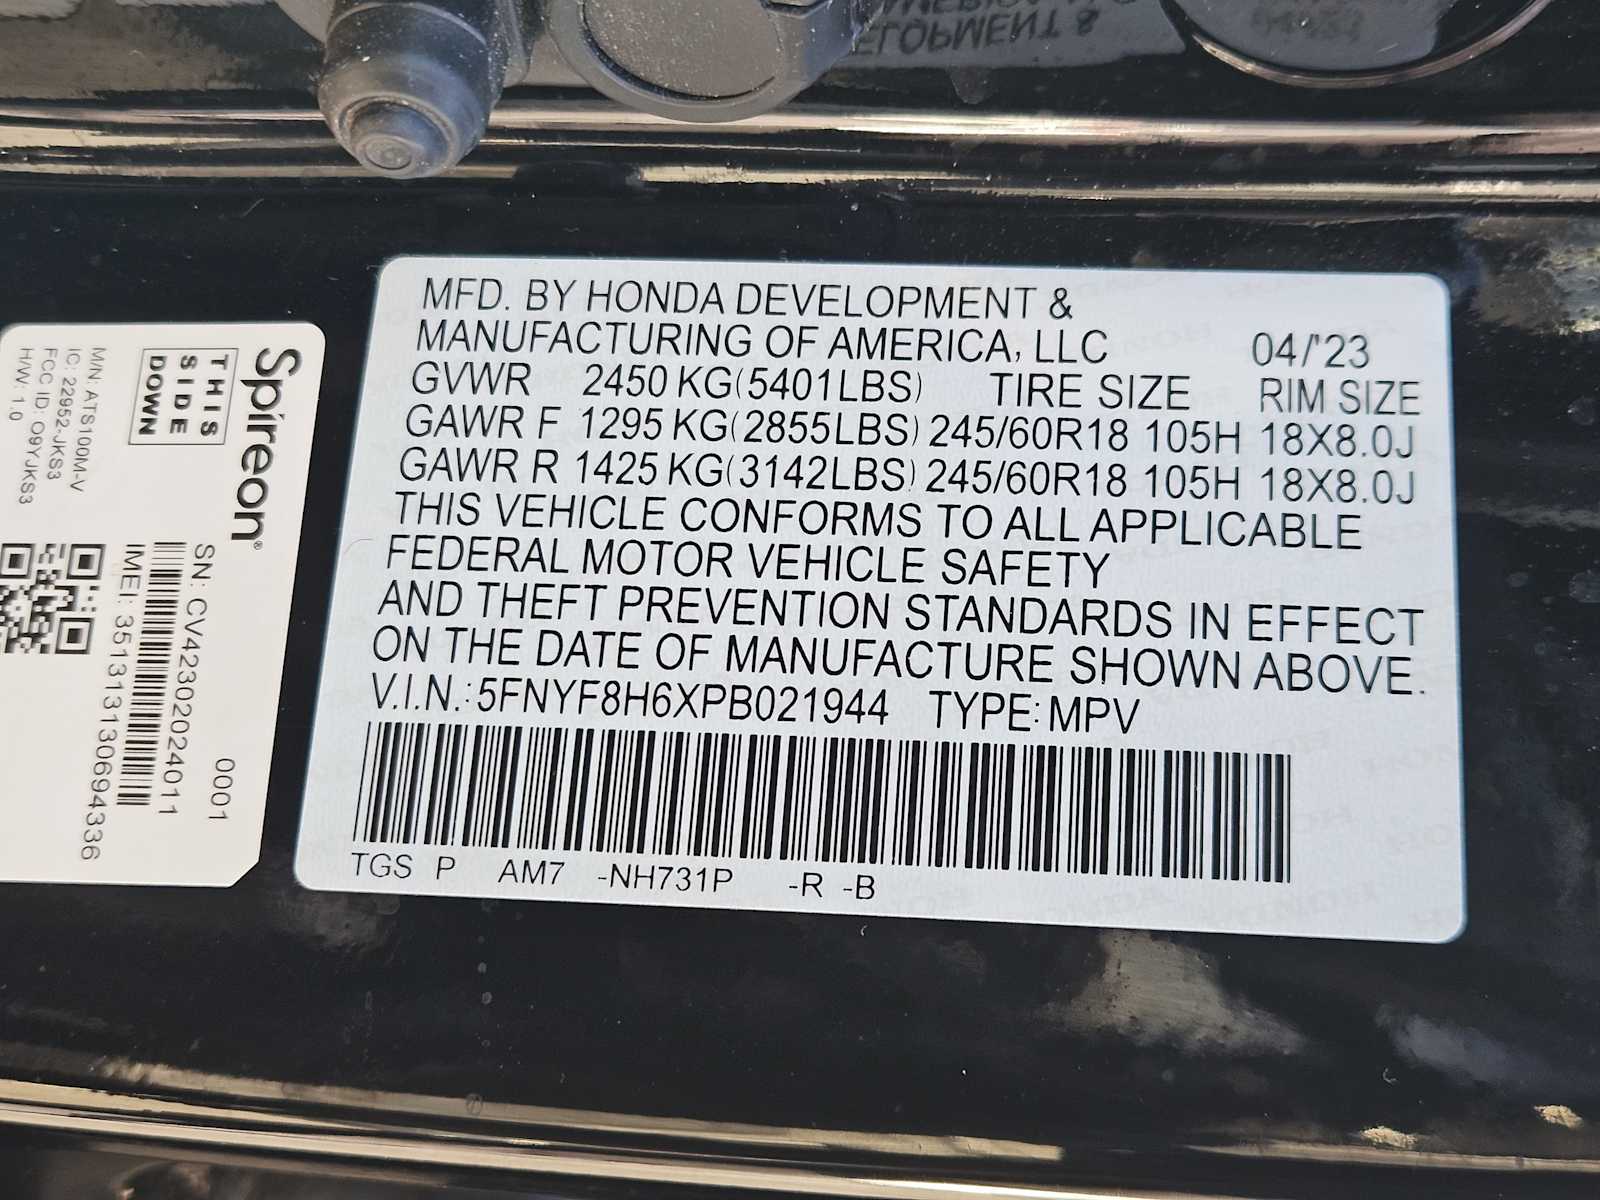 MFD. BY HONDA DEVELOPMENT &
MANUFACTURING OF AMERICA, LLC 04/'23
GVWR 2450 KG(5401LBS) TIRE SIZE RIM SIZE
GAWR F 1295 KG(2855LBS) 245/60R18 105H 18X8.0J
GAWR R 1425 KG(3142LBS) 245/60R18 105H 18X8.0J
THIS VEHICLE CONFORMS TO ALL APPLICABLE
FEDERAL MOTOR VEHICLE SAFETY
AND THEFT PREVENTION STANDARDS IN EFFECT
ON THE DATE OF MANUFACTURE SHOWN ABOVE.
V.I.N.: 5FNYF8H6XPB021944 TYPE: MPV
TGS P AM7 -NH731P -R -B
Spireon®
THIS
SIDE
DOWN
M/N: ATS100M-V
IC: 22952-JKS3
FCC ID: O9YJKS3
H/W: 1.0
0001
SN: CV42302024011
IMEI: 351313130694336
ELOPMENT &